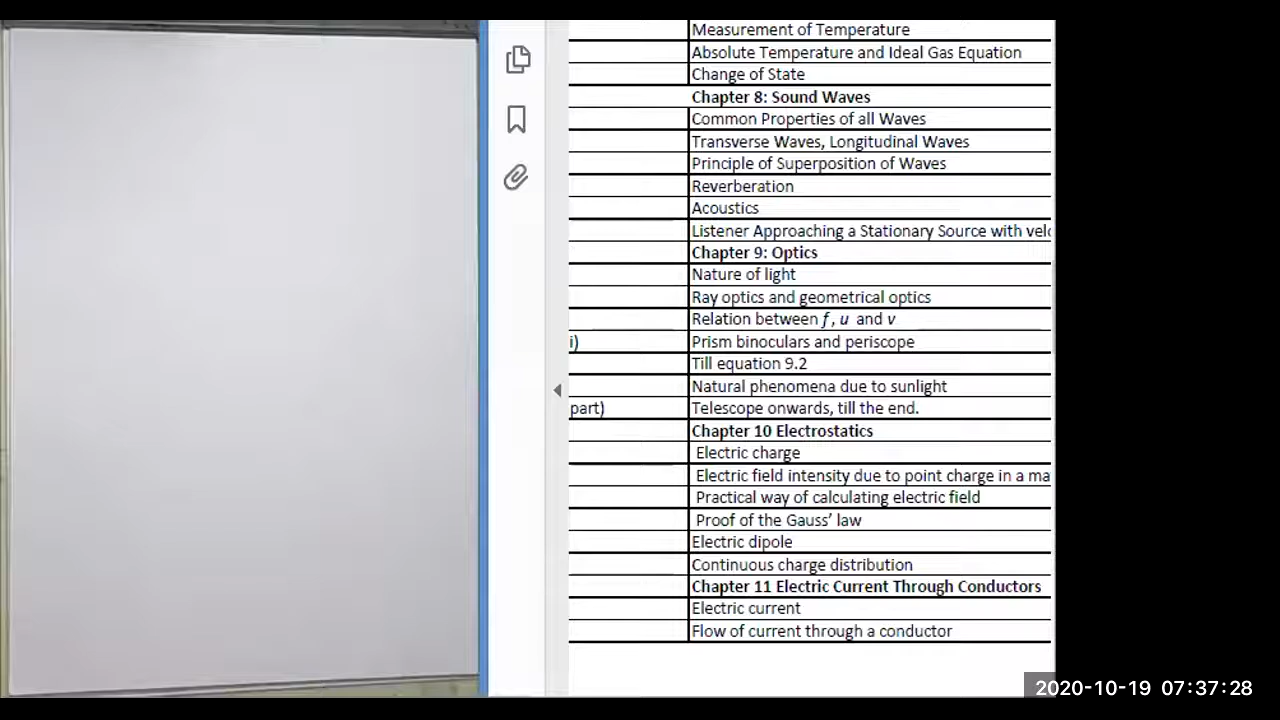 Measurement of Temperature
Absolute Temperature and Ideal Gas Equation
Change of State
Chapter 8: Sound Waves
Common Properties of all Waves
Transverse Waves, Longitudinal Waves
Principle of Superposition of Waves
Reverberation
Acoustics
Listener Approaching a Stationary Source with velo
Chapter 9: Optics
Nature of light
Ray optics and geometrical optics
Relation between f, u and v
i) Prism binoculars and periscope
Till equation 9.2
Natural phenomena due to sunlight
part) Telescope onwards, till the end.
Chapter 10 Electrostatics
Electric charge
Electric field intensity due to point charge in a ma
Practical way of calculating electric field
Proof of the Gauss’ law
Electric dipole
Continuous charge distribution
Chapter 11 Electric Current Through Conductors
Electric current
Flow of current through a conductor
2020-10-19 07:37:28